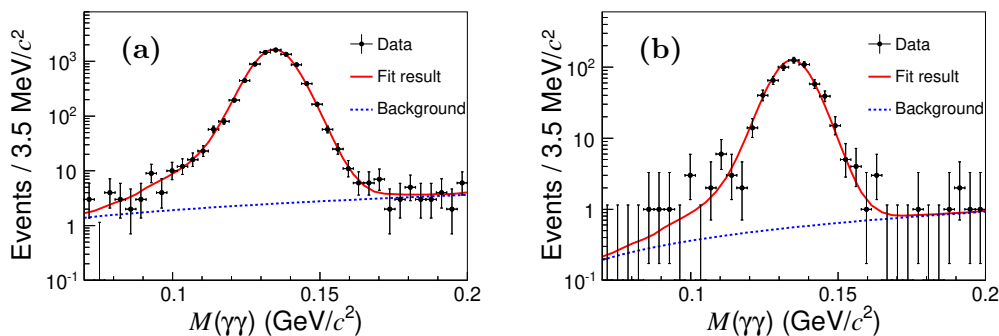 (a)
Data
Fit result
Background
10³
10²
10
1
10⁻¹
Events / 3.5 MeV/c²
0.1
0.15
0.2
M(γγ) (GeV/c²)
(b)
Data
Fit result
Background
10²
10
1
10⁻¹
Events / 3.5 MeV/c²
0.1
0.15
0.2
M(γγ) (GeV/c²)